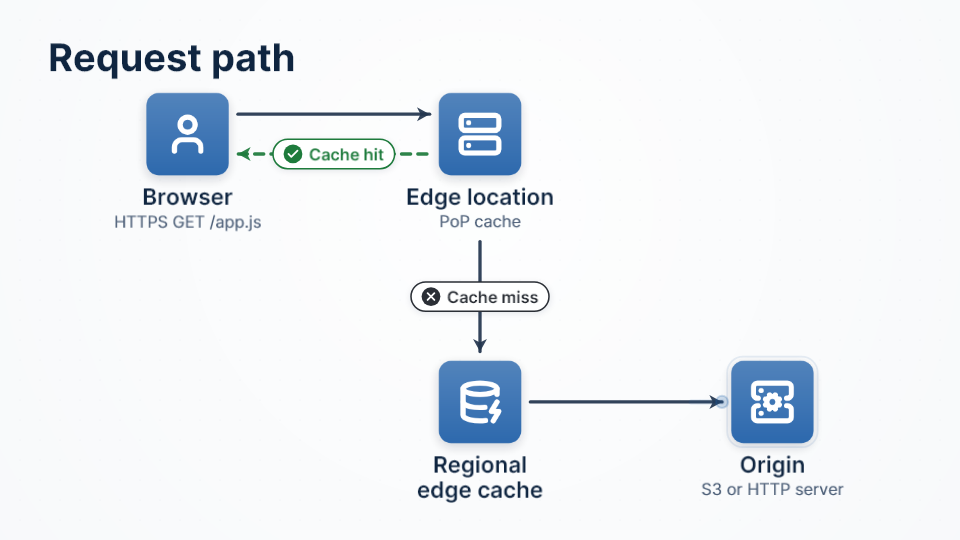 Request path
Cache hit
Browser
HTTPS GET /app.js
Edge location
PoP cache
Cache miss
Regional
edge cache
Origin
S3 or HTTP server